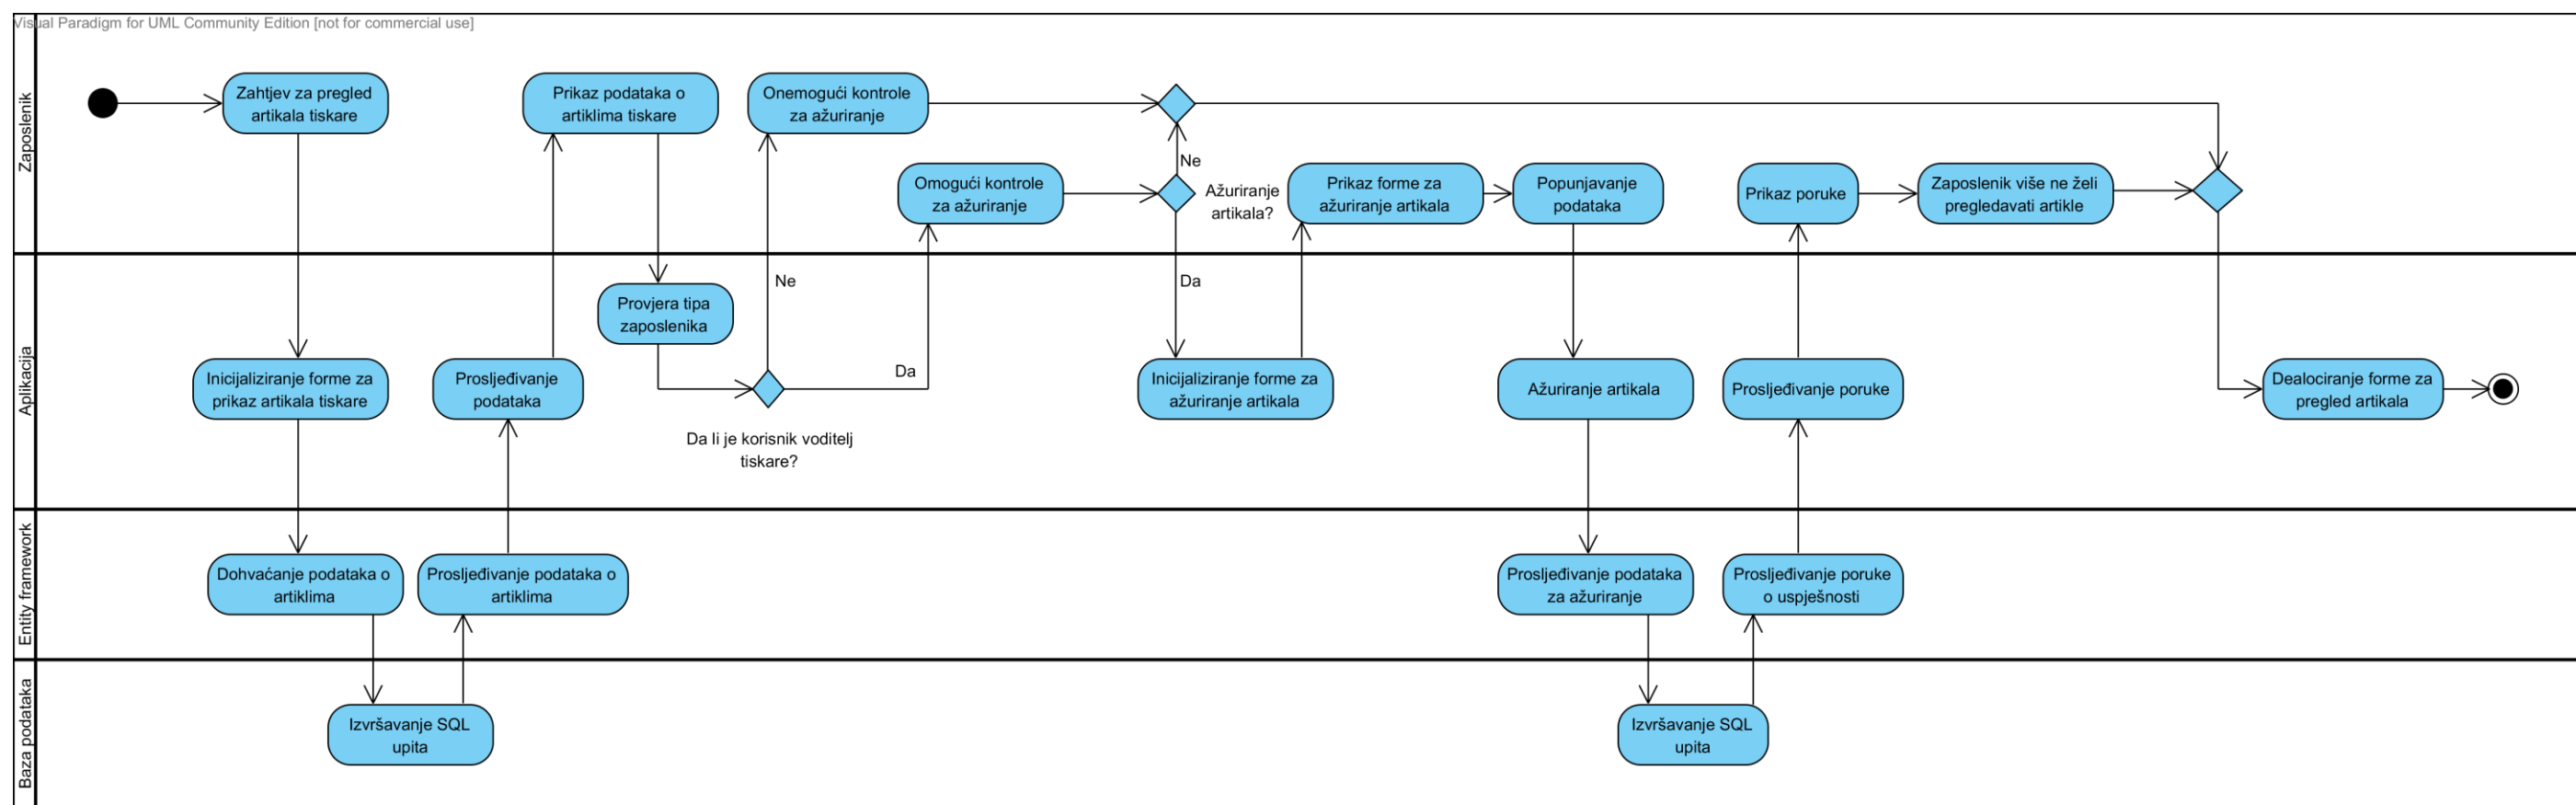 Visual Paradigm for UML Community Edition [not for commercial use]
Zaposlenik
Zahtjev za pregled
artikala tiskare
Prikaz podataka o
artiklima tiskare
Onemogući kontrole
za ažuriranje
Omogući kontrole
za ažuriranje
Ne
Ažuriranje
artikala?
Prikaz forme za
ažuriranje artikala
Popunjavanje
podataka
Prikaz poruke
Zaposlenik više ne želi
pregledavati artikle
Aplikacija
Ne
Da
Provjera tipa
zaposlenika
Da
Inicijaliziranje forme za
prikaz artikala tiskare
Prosljeđivanje
podataka
Da li je korisnik voditelj
tiskare?
Inicijaliziranje forme za
ažuriranje artikala
Ažuriranje artikala
Prosljeđivanje poruke
Dealociranje forme za
pregled artikala
Entity framework
Dohvaćanje podataka o
artiklima
Prosljeđivanje podataka o
artiklima
Prosljeđivanje podataka
za ažuriranje
Prosljeđivanje poruke
o uspješnosti
Baza podataka
Izvršavanje SQL
upita
Izvršavanje SQL
upita